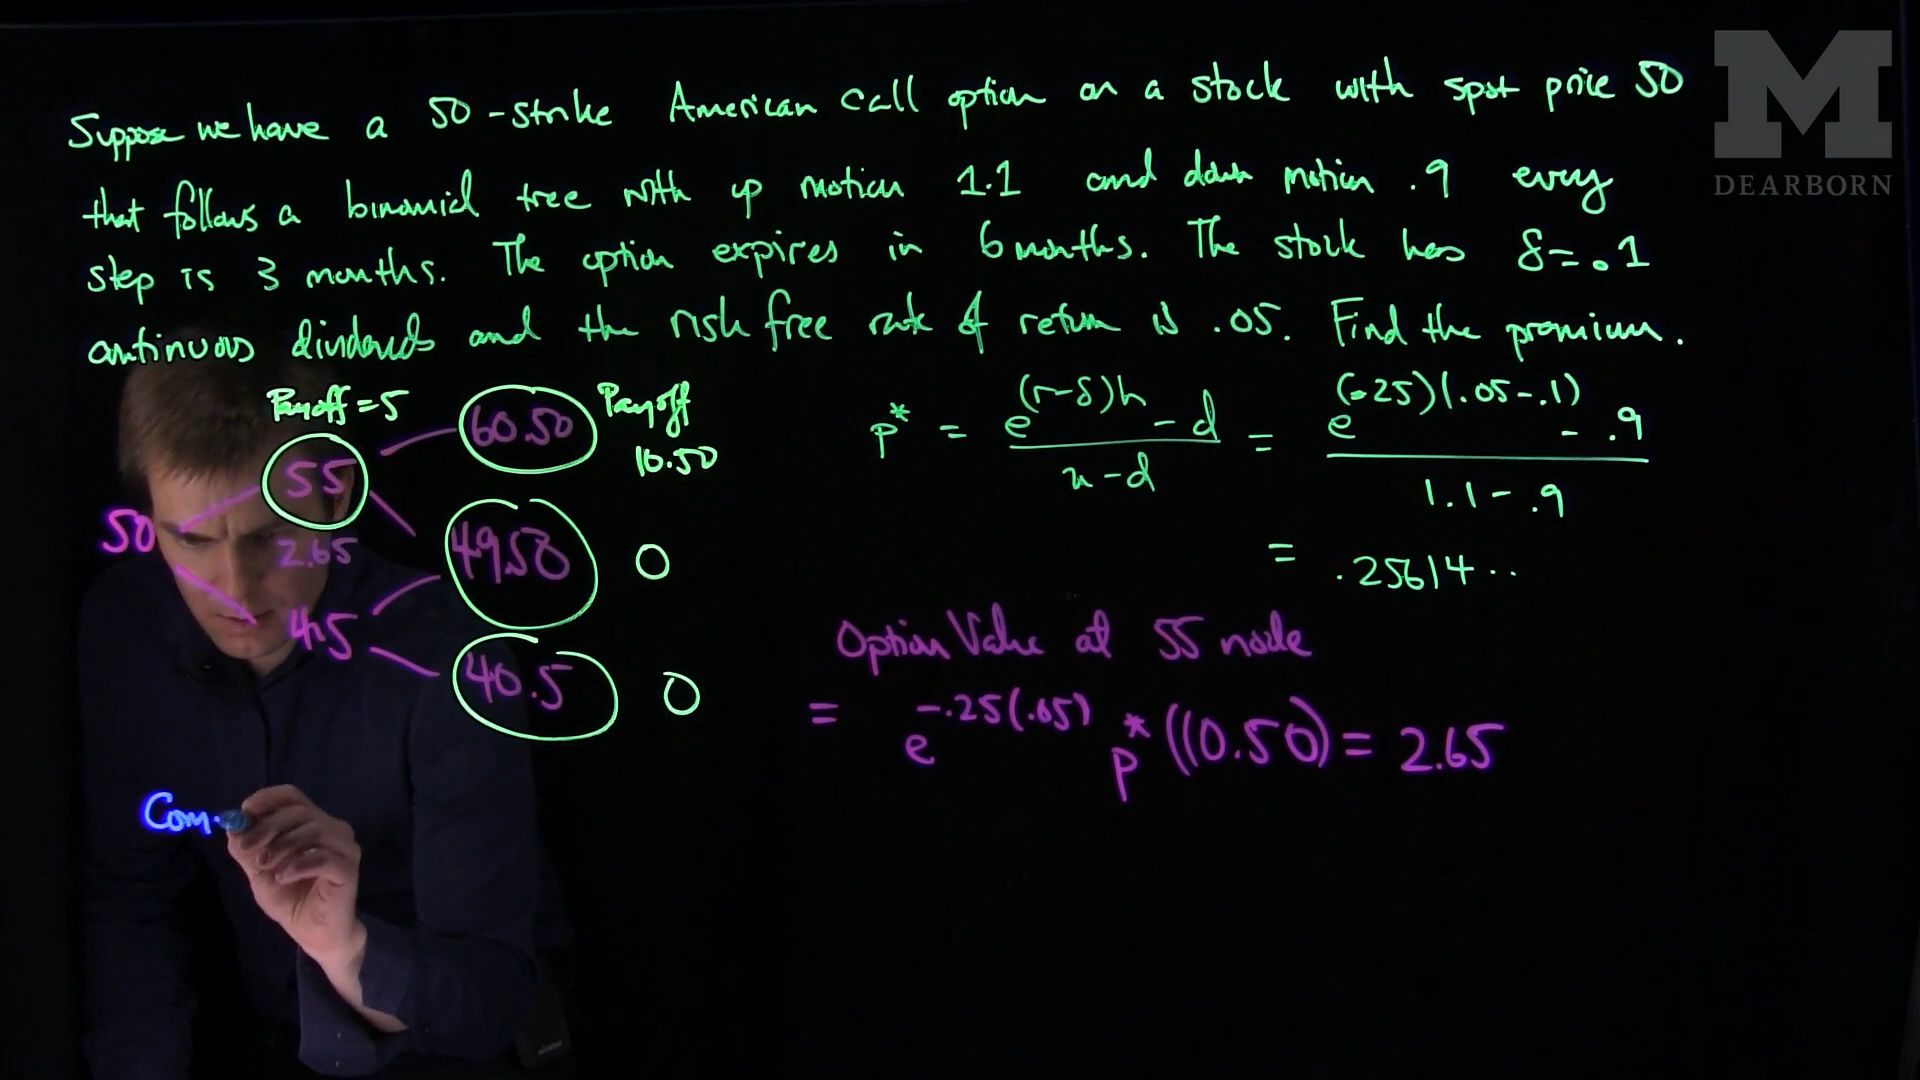 Suppose we have a 50-strike American call option on a stock with spot price 50
that follows a binomial tree with up motion 1.1 and down motion .9 every
step is 3 months. The option expires in 6 months. The stock has δ=.1
continuous dividends and the risk free rate of return is .05. Find the premium.
M
DEARBORN
Payoff = 5
60.50
Payoff
10.50
55
50
2.65
49.50
0
45
40.5
0
p* = (e^((r-δ)h) - d)/(u-d) = (e^((.25)(.05-.1)) - .9)/(1.1-.9)
= .25614..
Option Value at 55 node
= e^(-.25(.05)) p* (10.50) = 2.65
Com